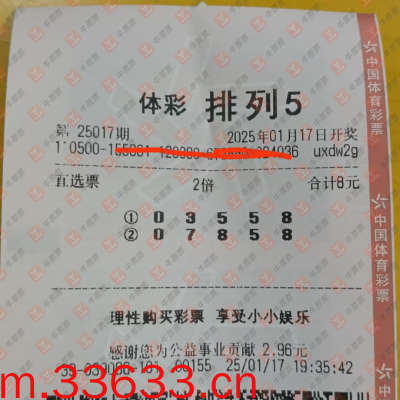 体彩 排列5
第 25017期 2025年01月17日开奖
110500-155 uxdw2g
直选票 2倍 合计8元
① 0 3 5 5 8
② 0 7 8 5 8
理性购买彩票 享受小小娱乐
感谢您为公益事业贡献 2.96元
00155 25/01/17 19:35:42
m.33633.cn
中国体育彩票
中国体育彩票